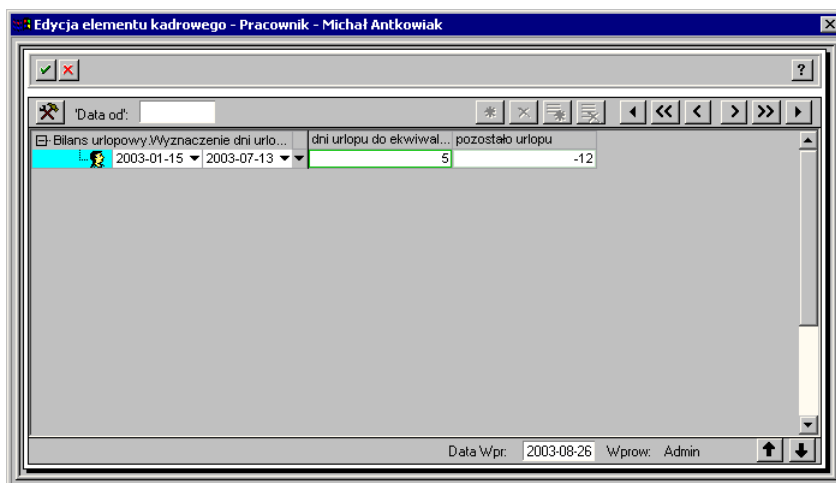 Edycja elementu kadrowego - Pracownik - Michał Antkowiak
?
'Data od':
Bilans urlopowy.Wyznaczenie dni urlo... dni urlopu do ekwiwal... pozostało urlopu
2003-01-15 2003-07-13 5 -12
Data Wpr: 2003-08-26 Wprow: Admin